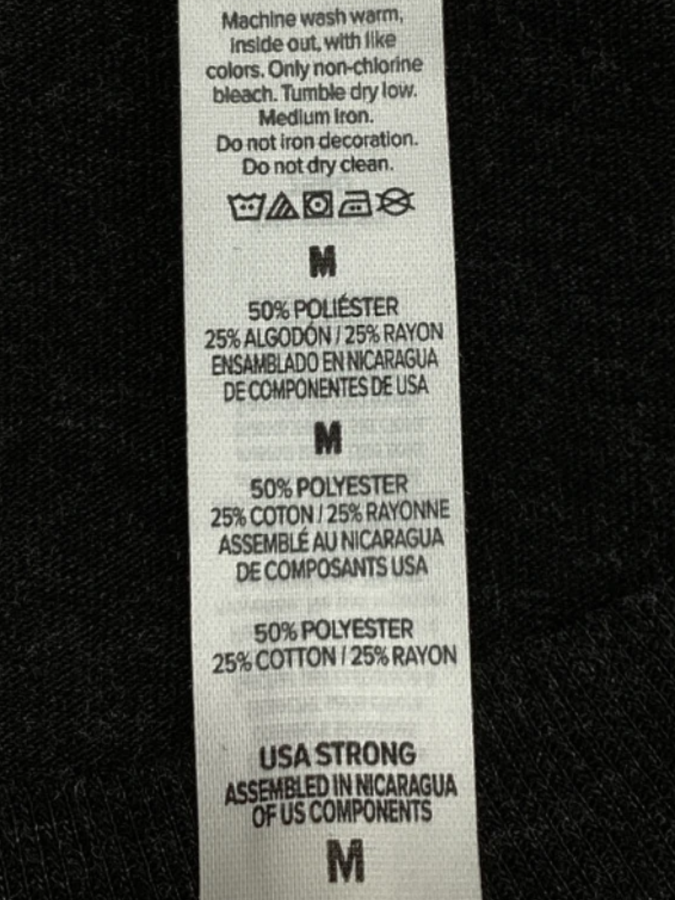 Machine wash warm,
inside out, with like
colors. Only non-chlorine
bleach. Tumble dry low.
Medium iron.
Do not iron decoration.
Do not dry clean.
M
50% POLIÉSTER
25% ALGODÓN / 25% RAYON
ENSAMBLADO EN NICARAGUA
DE COMPONENTES DE USA
M
50% POLYESTER
25% COTON / 25% RAYONNE
ASSEMBLÉ AU NICARAGUA
DE COMPOSANTS USA
50% POLYESTER
25% COTTON / 25% RAYON
USA STRONG
ASSEMBLED IN NICARAGUA
OF US COMPONENTS
M